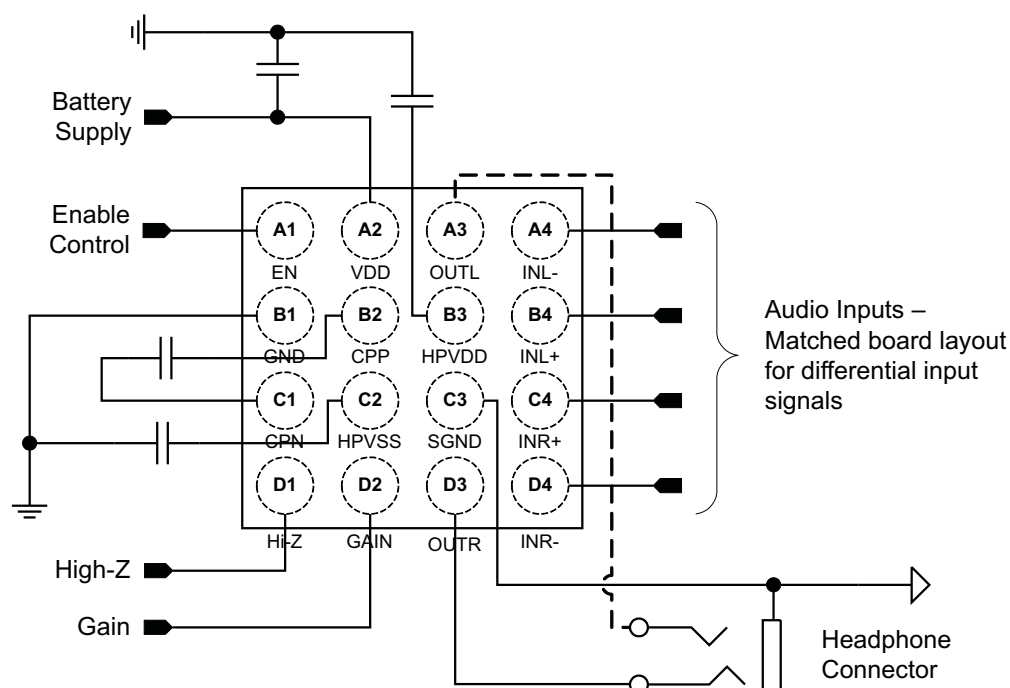 Battery
Supply
Enable
Control
A1
A2
A3
A4
EN
VDD
OUTL
INL-
B1
B2
B3
B4
GND
CPP
HPVDD
INL+
C1
C2
C3
C4
CPN
HPVSS
SGND
INR+
D1
D2
D3
D4
Hi-Z
GAIN
OUTR
INR-
Audio Inputs –
Matched board layout
for differential input
signals
High-Z
Gain
Headphone
Connector